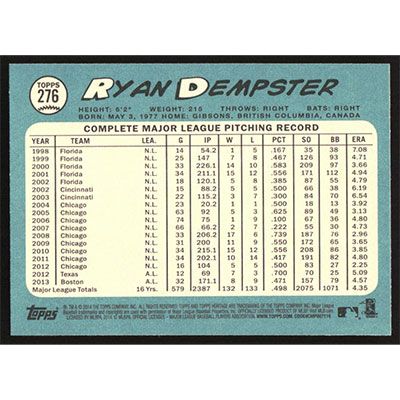 TOPPS
276
RYAN DEMPSTER
HEIGHT: 6'2" WEIGHT: 215 THROWS: RIGHT BATS: RIGHT
BORN: MAY 3, 1977 HOME: GIBSONS, BRITISH COLUMBIA, CANADA
COMPLETE MAJOR LEAGUE PITCHING RECORD
YEAR TEAM LEA. G IP W L PCT SO BB ERA
1998 Florida N.L. 14 54.2 1 5 .167 35 38 7.08
1999 Florida N.L. 25 147 7 8 .467 126 93 4.71
2000 Florida N.L. 33 226.1 14 10 .583 209 97 3.66
2001 Florida N.L. 34 211.1 15 12 .556 171 112 4.94
2002 Florida N.L. 18 120.1 5 8 .385 87 55 4.79
2002 Cincinnati N.L. 15 88.2 5 5 .500 66 38 6.19
2003 Cincinnati N.L. 22 115.2 3 7 .300 84 70 6.54
2004 Chicago N.L. 23 20.2 1 1 .500 18 13 3.92
2005 Chicago N.L. 63 92 5 3 .625 89 49 3.13
2006 Chicago N.L. 74 75 1 9 .100 67 36 4.80
2007 Chicago N.L. 66 66.2 2 7 .222 55 30 4.73
2008 Chicago N.L. 33 206.2 17 6 .739 187 76 2.96
2009 Chicago N.L. 31 200 11 9 .550 172 65 3.65
2010 Chicago N.L. 34 215.1 15 12 .556 208 86 3.85
2011 Chicago N.L. 34 202.1 10 14 .417 191 82 4.80
2012 Chicago N.L. 16 104 5 5 .500 83 27 2.25
2012 Texas A.L. 12 69 7 3 .700 70 25 5.09
2013 Boston A.L. 32 171.1 8 9 .471 157 79 4.57
Major League Totals 16 Yrs. 579 2387 132 133 .498 2075 1071 4.35
Topps